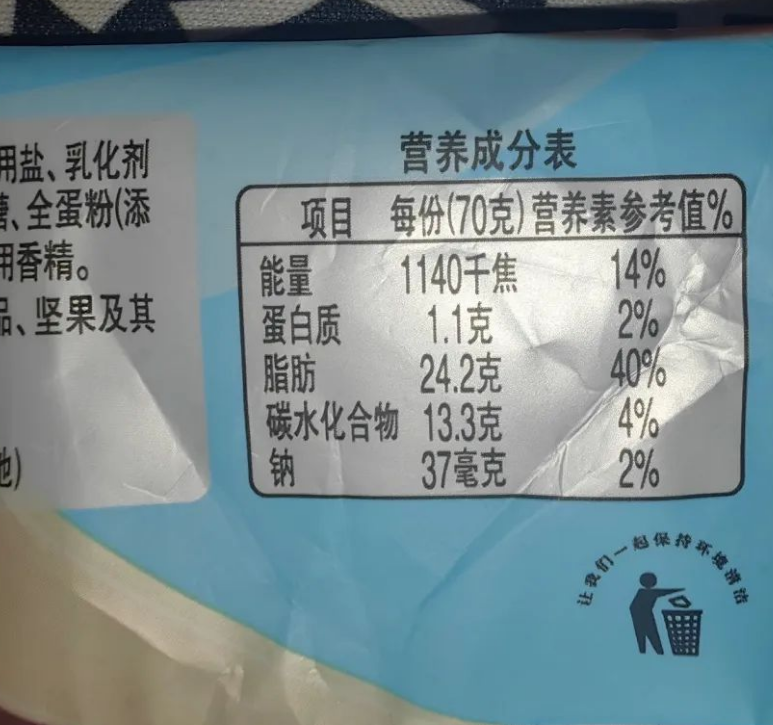 用盐、乳化剂
、全蛋粉(添
用香精。
品、坚果及其
他)
营养成分表
项目 每份(70克) 营养素参考值%
能量 1140千焦 14%
蛋白质 1.1克 2%
脂肪 24.2克 40%
碳水化合物 13.3克 4%
钠 37毫克 2%
让我们一起保持环境清洁